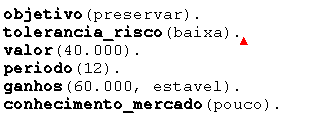 objetivo(preservar).
tolerancia_risco(baixa).
valor(40.000).
periodo(12).
ganhos(60.000, estavel).
conhecimento_mercado(pouco).